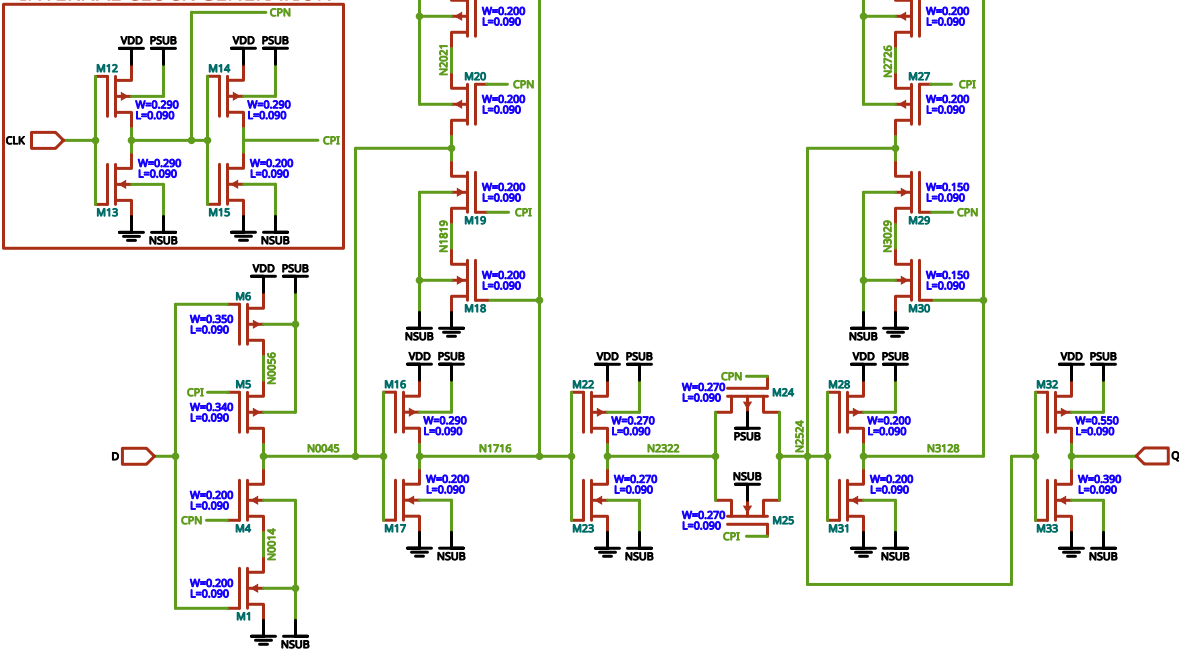 CPN
VDD PSUB VDD PSUB
M12
M14
W=0.290
L=0.090
W=0.290
L=0.090
CLK
CPI
W=0.290
L=0.090
W=0.200
L=0.090
M13
M15
NSUB
NSUB
W=0.200
L=0.090
N2021
M20
CPN
W=0.200
L=0.090
W=0.200
L=0.090
CPI
M19
N1819
W=0.200
L=0.090
M18
NSUB
W=0.200
L=0.090
N2726
M27
CPI
W=0.200
L=0.090
W=0.150
L=0.090
CPN
M29
N3029
W=0.150
L=0.090
M30
NSUB
VDD PSUB
M6
W=0.350
L=0.090
N0056
M5
CPI
W=0.340
L=0.090
D
N0045
W=0.200
L=0.090
CPN
M4
N0014
W=0.200
L=0.090
M1
NSUB
VDD PSUB
M16
W=0.290
L=0.090
N1716
W=0.200
L=0.090
M17
NSUB
VDD PSUB
M22
W=0.270
L=0.090
N2322
W=0.270
L=0.090
M23
NSUB
CPN
W=0.270
L=0.090
M24
PSUB
NSUB
W=0.270
L=0.090
M25
CPI
N2524
VDD PSUB
M28
W=0.200
L=0.090
N3128
W=0.200
L=0.090
M31
NSUB
VDD PSUB
M32
W=0.550
L=0.090
Q
W=0.390
L=0.090
M33
NSUB